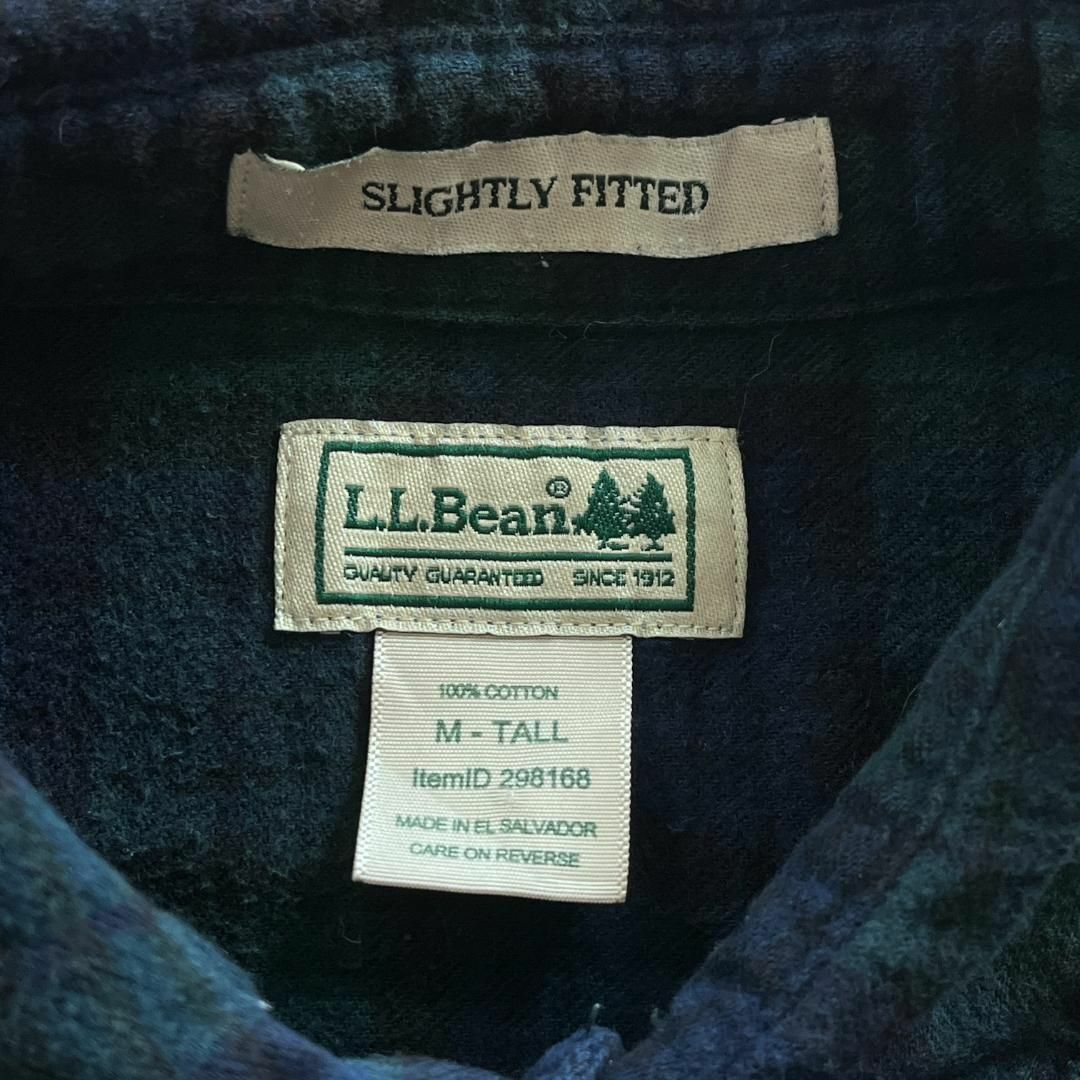 SLIGHTLY FITTED
L.L.Bean®
QUALITY GUARANTEED SINCE 1912
100% COTTON
M - TALL
ItemID 298168
MADE IN EL SALVADOR
CARE ON REVERSE